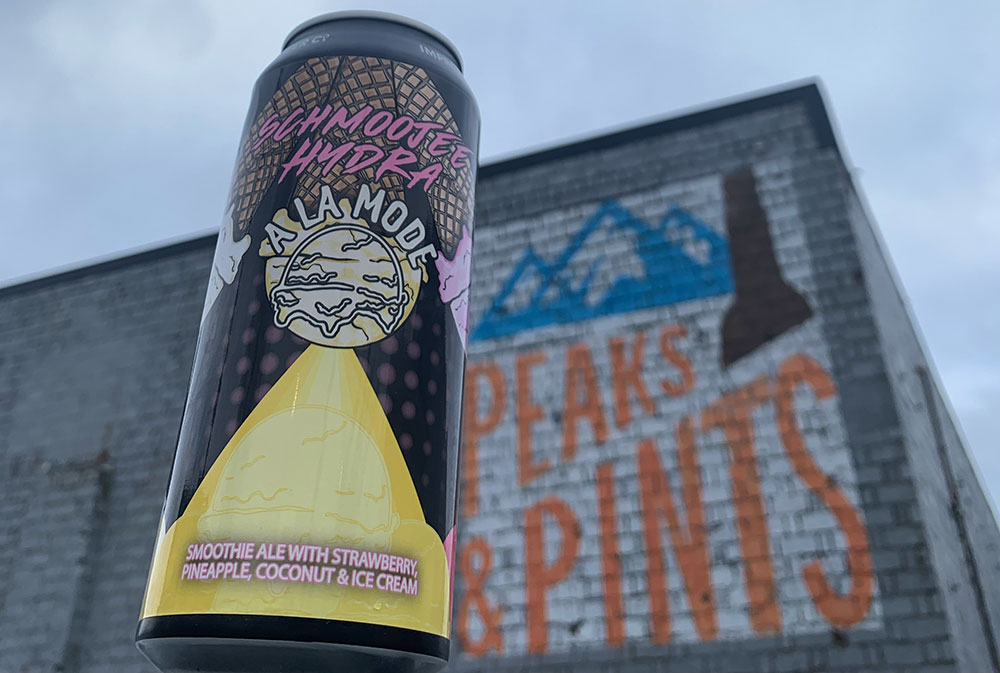 SCHMOOJEE
HYDRA
A LA MODE
SMOOTHIE ALE WITH STRAWBERRY,
PINEAPPLE, COCONUT & ICE CREAM
PEAKS
& PINTS